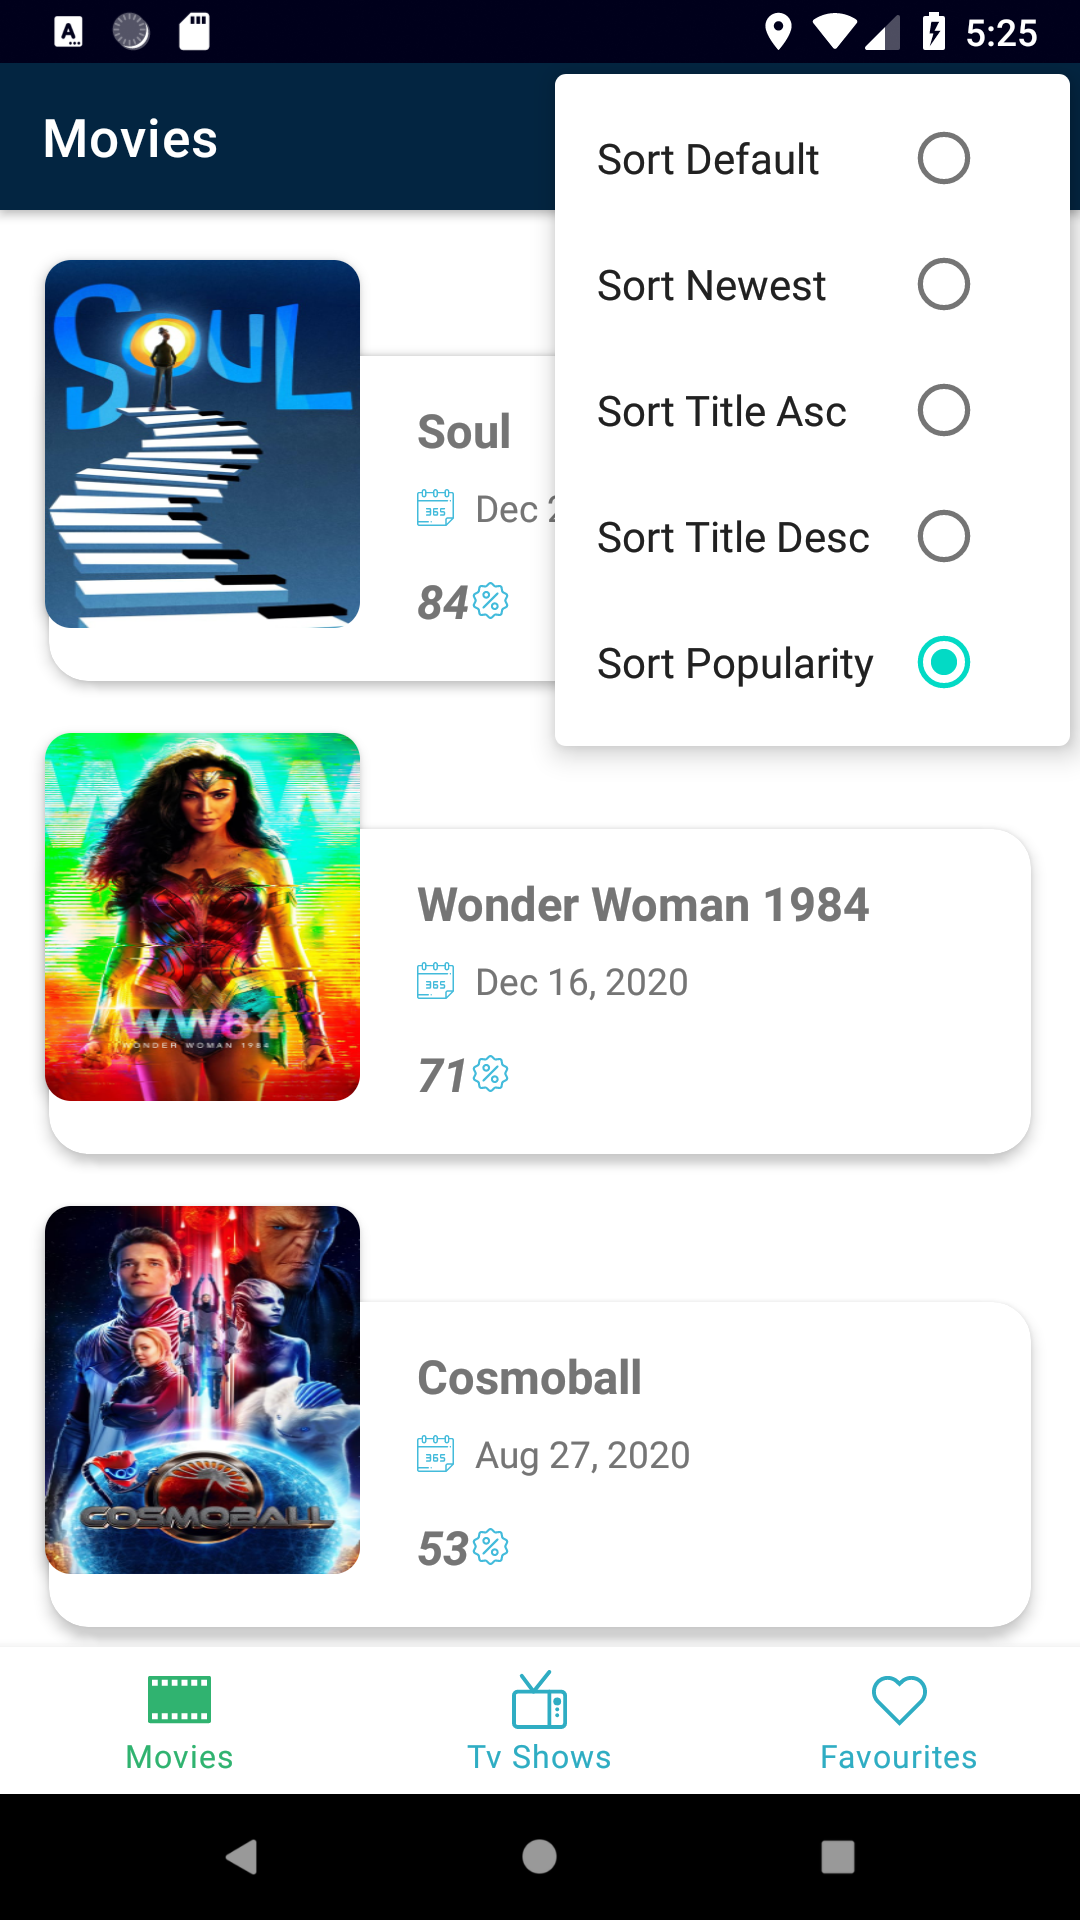 5:25
Movies
Sort Default
Sort Newest
Sort Title Asc
Sort Title Desc
Sort Popularity
SOUL
Soul
365 Dec 2
84%
WW
WW84
WONDER WOMAN 1984
Wonder Woman 1984
365 Dec 16, 2020
71%
COSMOBALL
Cosmoball
365 Aug 27, 2020
53%
Movies
Tv Shows
Favourites